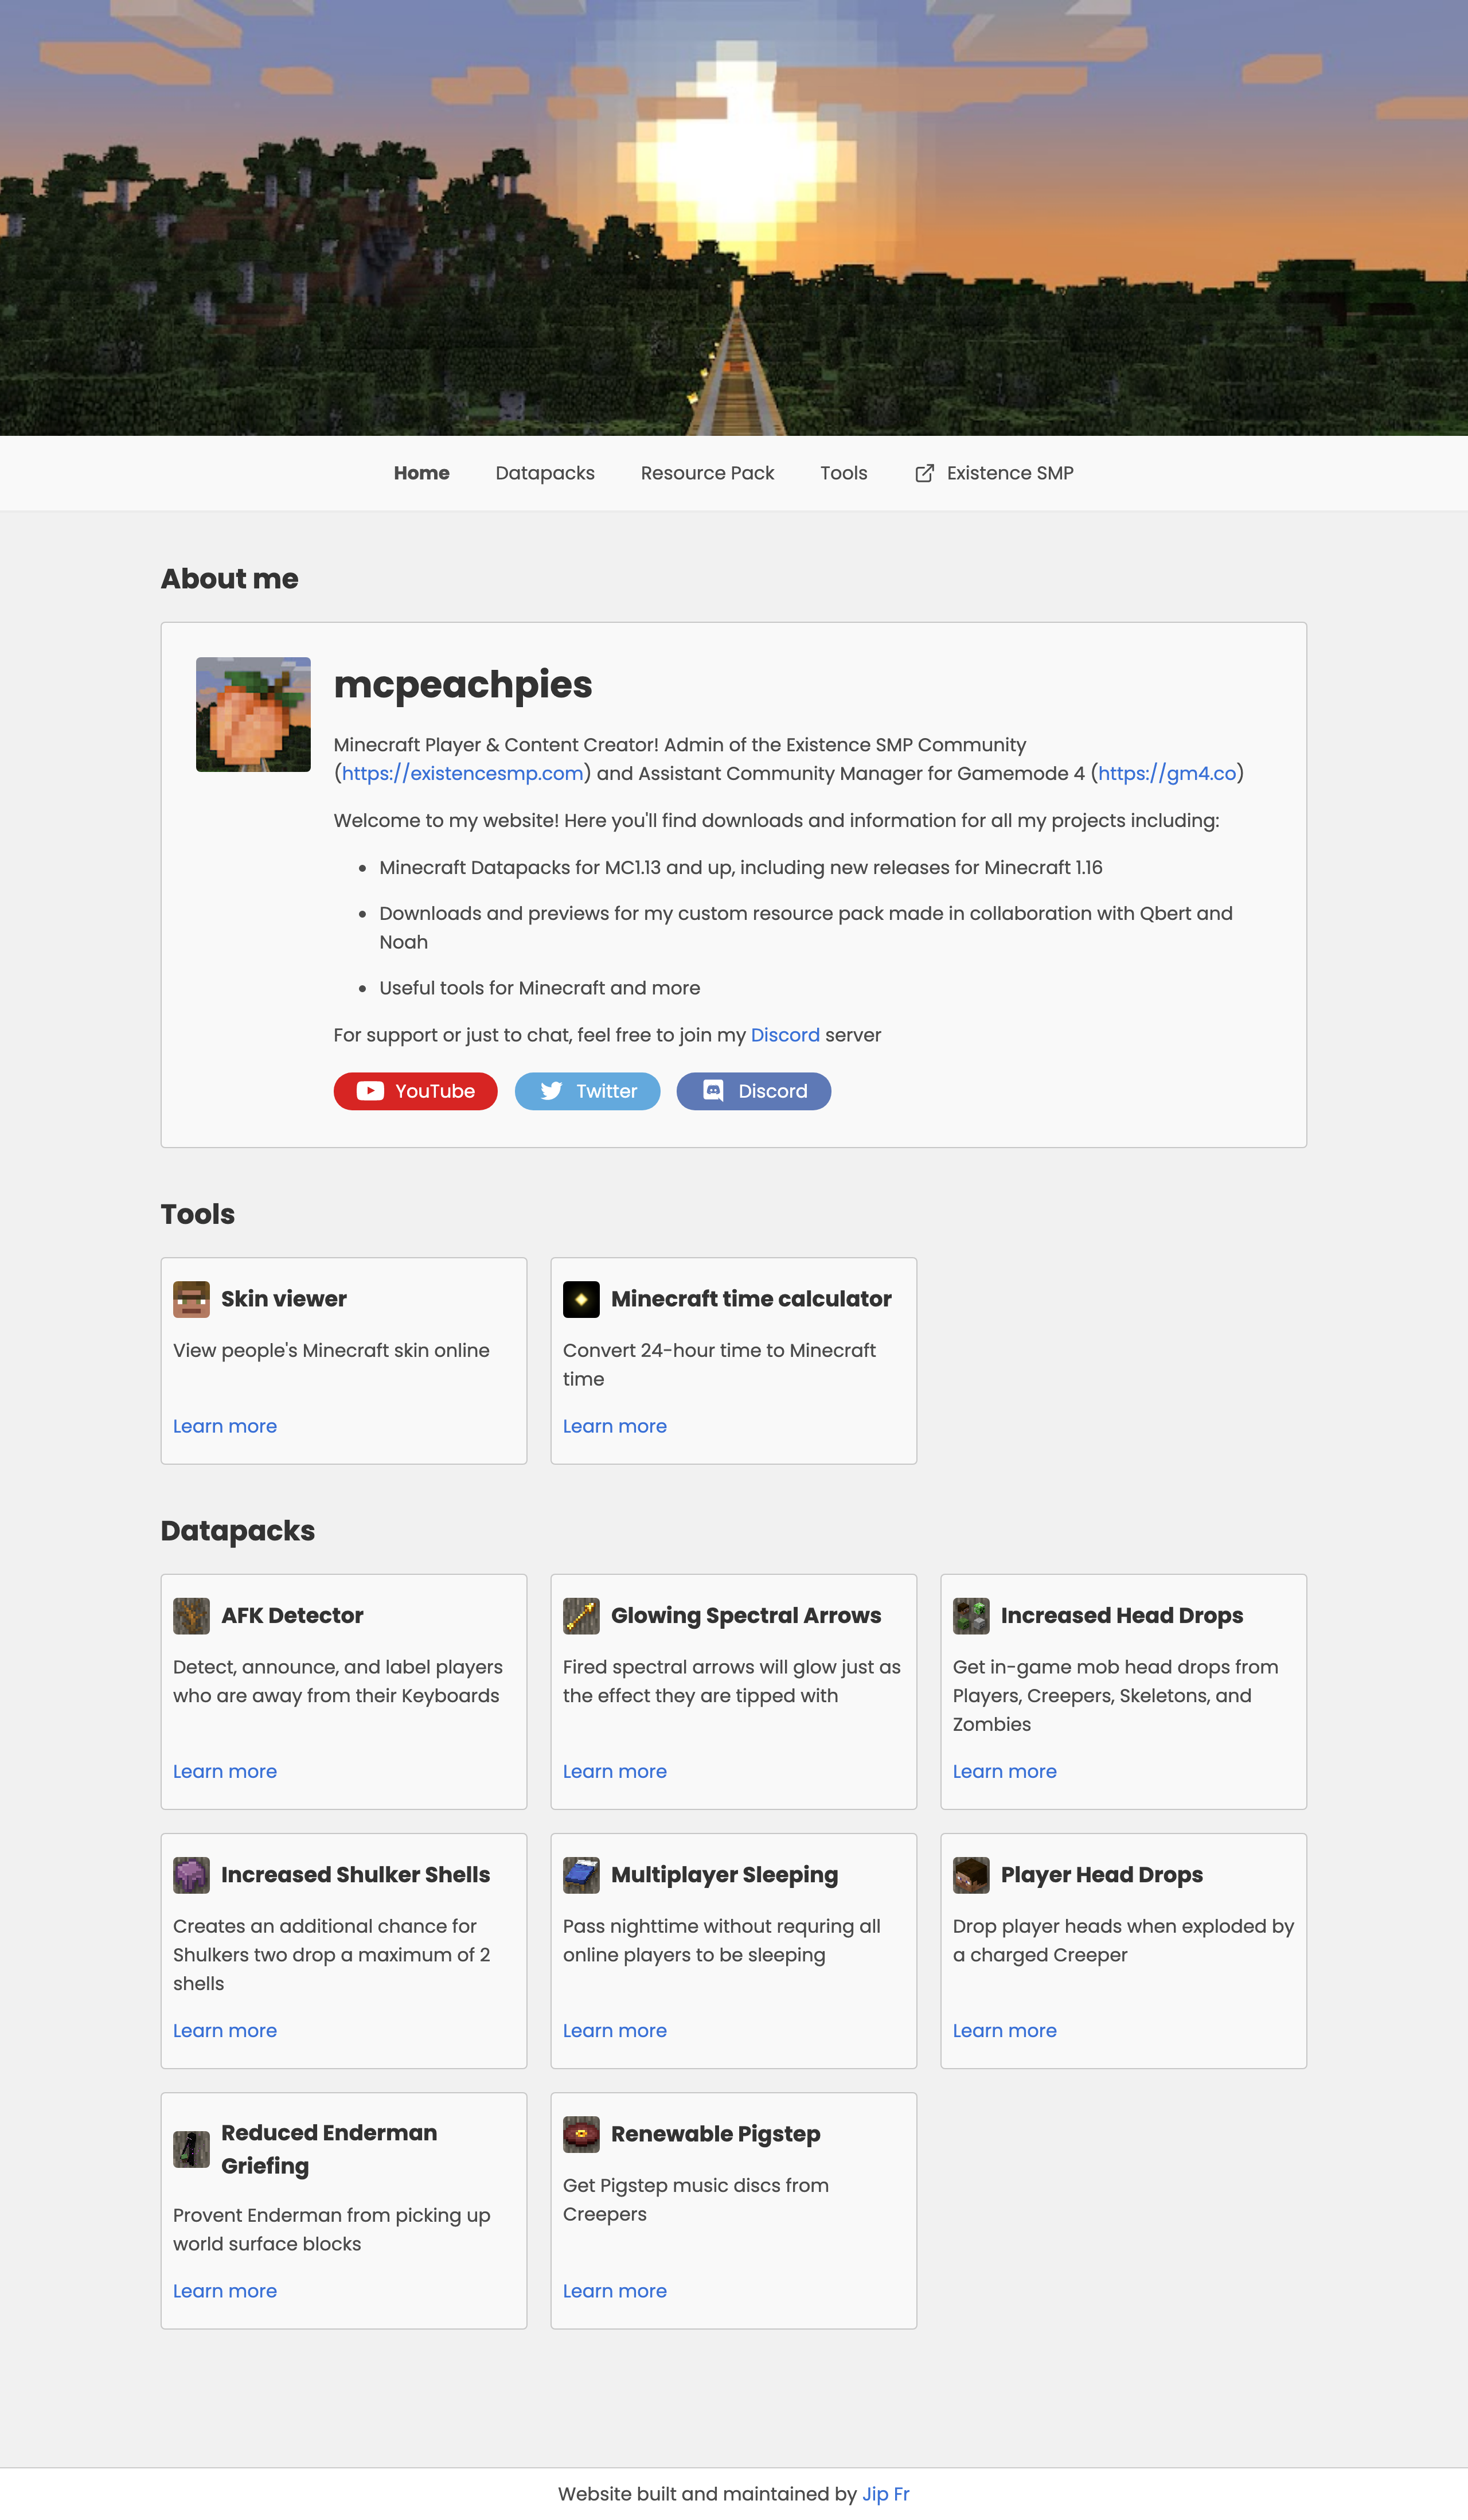 Home Datapacks Resource Pack Tools Existence SMP
About me
mcpeachpies
Minecraft Player & Content Creator! Admin of the Existence SMP Community
(https://existencesmp.com) and Assistant Community Manager for Gamemode 4 (https://gm4.co)
Welcome to my website! Here you'll find downloads and information for all my projects including:
• Minecraft Datapacks for MC1.13 and up, including new releases for Minecraft 1.16
• Downloads and previews for my custom resource pack made in collaboration with Qbert and
Noah
• Useful tools for Minecraft and more
For support or just to chat, feel free to join my Discord server
YouTube Twitter Discord
Tools
Skin viewer
View people's Minecraft skin online
Learn more
Minecraft time calculator
Convert 24-hour time to Minecraft
time
Learn more
Datapacks
AFK Detector
Detect, announce, and label players
who are away from their Keyboards
Learn more
Glowing Spectral Arrows
Fired spectral arrows will glow just as
the effect they are tipped with
Learn more
Increased Head Drops
Get in-game mob head drops from
Players, Creepers, Skeletons, and
Zombies
Learn more
Increased Shulker Shells
Creates an additional chance for
Shulkers two drop a maximum of 2
shells
Learn more
Multiplayer Sleeping
Pass nighttime without requring all
online players to be sleeping
Learn more
Player Head Drops
Drop player heads when exploded by
a charged Creeper
Learn more
Reduced Enderman
Griefing
Provent Enderman from picking up
world surface blocks
Learn more
Renewable Pigstep
Get Pigstep music discs from
Creepers
Learn more
Website built and maintained by Jip Fr